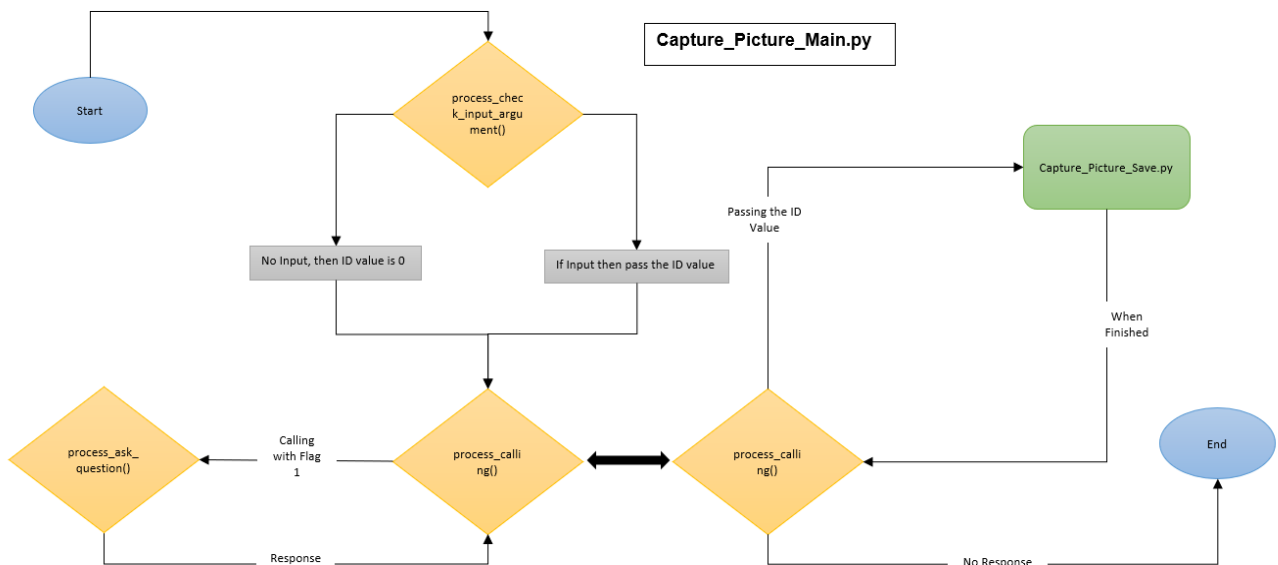 Capture_Picture_Main.py
Start
process_chec
k_input_argu
ment()
Capture_Picture_Save.py
Passing the ID
Value
No Input, then ID value is 0
If Input then pass the ID value
When
Finished
process_ask_
question()
Calling
with Flag
1
process_calli
ng()
process_calli
ng()
End
Response
No Response